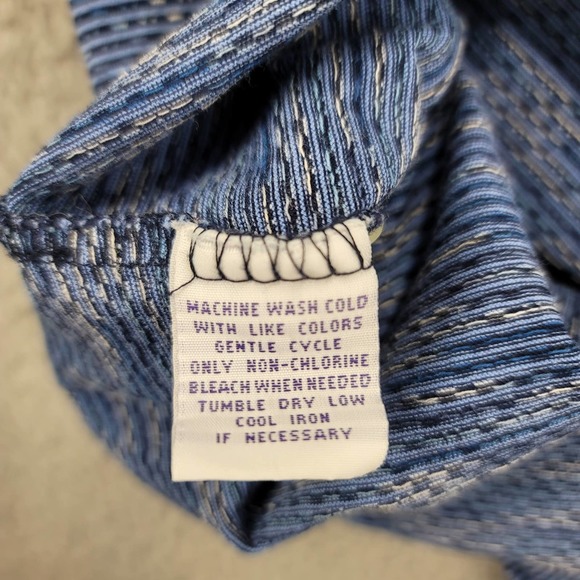 MACHINE WASH COLD
WITH LIKE COLORS
GENTLE CYCLE
ONLY NON-CHLORINE
BLEACH WHEN NEEDED
TUMBLE DRY LOW
COOL IRON
IF NECESSARY